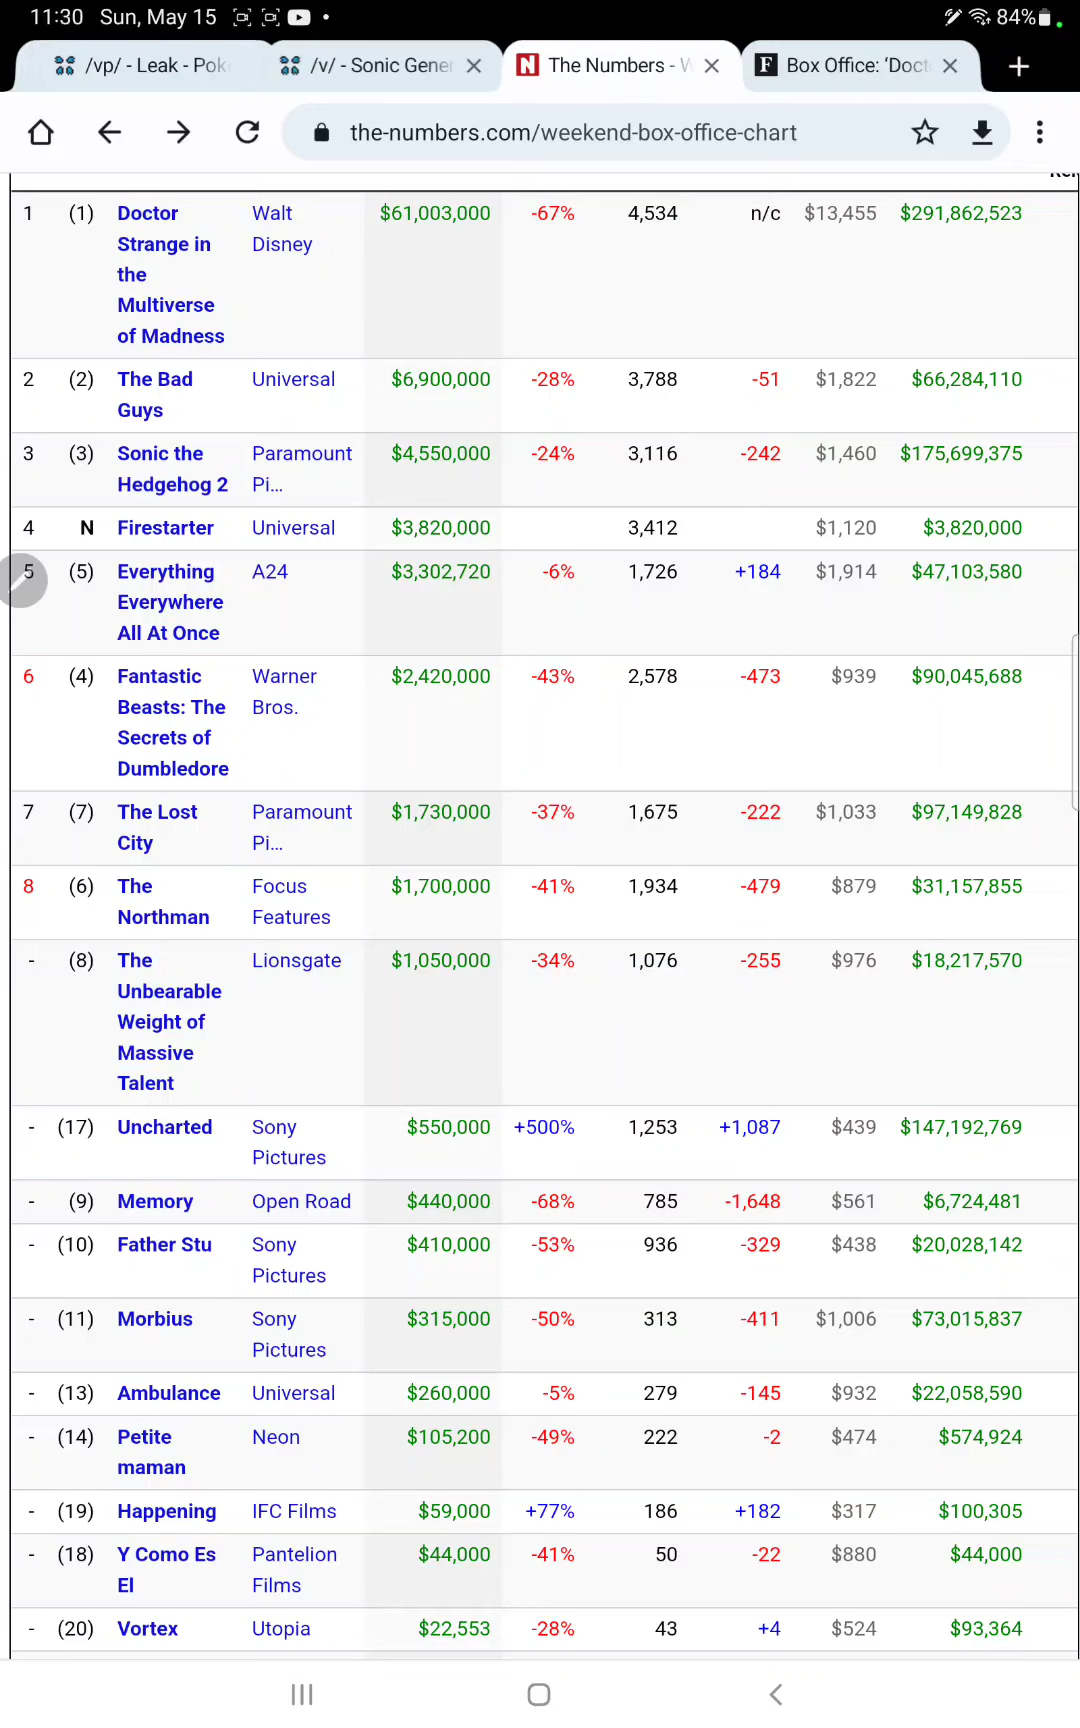 11:30 Sun, May 15 84%
/vp/ - Leak - Pok /v/ - Sonic Gener The Numbers - W Box Office: ‘Doct
the-numbers.com/weekend-box-office-chart
1 (1) Doctor Walt $61,003,000 -67% 4,534 n/c $13,455 $291,862,523
Strange in Disney
the
Multiverse
of Madness
2 (2) The Bad Universal $6,900,000 -28% 3,788 -51 $1,822 $66,284,110
Guys
3 (3) Sonic the Paramount $4,550,000 -24% 3,116 -242 $1,460 $175,699,375
Hedgehog 2 Pi...
4 N Firestarter Universal $3,820,000 3,412 $1,120 $3,820,000
5 (5) Everything A24 $3,302,720 -6% 1,726 +184 $1,914 $47,103,580
Everywhere
All At Once
6 (4) Fantastic Warner $2,420,000 -43% 2,578 -473 $939 $90,045,688
Beasts: The Bros.
Secrets of
Dumbledore
7 (7) The Lost Paramount $1,730,000 -37% 1,675 -222 $1,033 $97,149,828
City Pi...
8 (6) The Focus $1,700,000 -41% 1,934 -479 $879 $31,157,855
Northman Features
- (8) The Lionsgate $1,050,000 -34% 1,076 -255 $976 $18,217,570
Unbearable
Weight of
Massive
Talent
- (17) Uncharted Sony $550,000 +500% 1,253 +1,087 $439 $147,192,769
Pictures
- (9) Memory Open Road $440,000 -68% 785 -1,648 $561 $6,724,481
- (10) Father Stu Sony $410,000 -53% 936 -329 $438 $20,028,142
Pictures
- (11) Morbius Sony $315,000 -50% 313 -411 $1,006 $73,015,837
Pictures
- (13) Ambulance Universal $260,000 -5% 279 -145 $932 $22,058,590
- (14) Petite Neon $105,200 -49% 222 -2 $474 $574,924
maman
- (19) Happening IFC Films $59,000 +77% 186 +182 $317 $100,305
- (18) Y Como Es Pantelion $44,000 -41% 50 -22 $880 $44,000
El Films
- (20) Vortex Utopia $22,553 -28% 43 +4 $524 $93,364